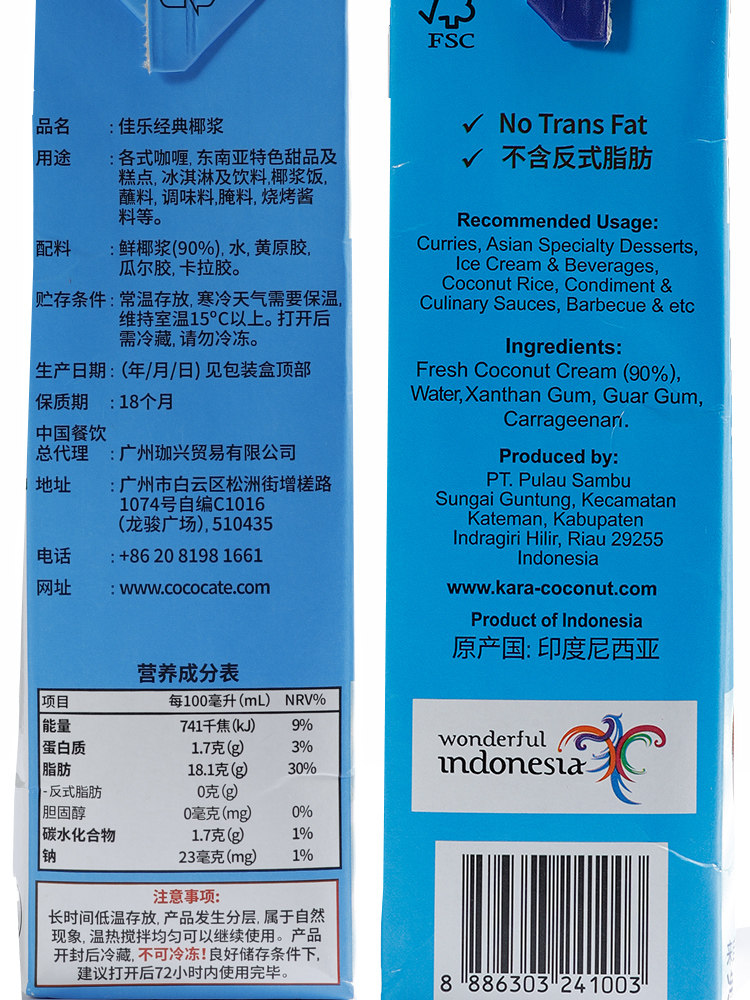 品名 : 佳乐经典椰浆
用途 : 各式咖喱, 东南亚特色甜品及
糕点, 冰淇淋及饮料,椰浆饭,
蘸料, 调味料,腌料, 烧烤酱
料等。
配料 : 鲜椰浆(90%), 水, 黄原胶,
瓜尔胶, 卡拉胶。
贮存条件 : 常温存放, 寒冷天气需要保温,
维持室温15°C以上。打开后
需冷藏, 请勿冷冻。
生产日期 : (年/月/日) 见包装盒顶部
保质期 : 18个月
中国餐饮
总代理 : 广州珈兴贸易有限公司
地址 : 广州市白云区松洲街增槎路
1074号自编C1016
(龙骏广场), 510435
电话 : +86 20 8198 1661
网址 : www.cococate.com
营养成分表
项目 每100毫升(mL) NRV%
能量 741千焦(kJ) 9%
蛋白质 1.7克(g) 3%
脂肪 18.1克(g) 30%
-反式脂肪 0克(g)
胆固醇 0毫克(mg) 0%
碳水化合物 1.7克(g) 1%
钠 23毫克(mg) 1%
注意事项:
长时间低温存放, 产品发生分层, 属于自然
现象, 温热搅拌均匀可以继续使用。产品
开封后冷藏, 不可冷冻! 良好储存条件下,
建议打开后72小时内使用完毕。
FSC
✓ No Trans Fat
✓ 不含反式脂肪
Recommended Usage:
Curries, Asian Specialty Desserts,
Ice Cream & Beverages,
Coconut Rice, Condiment &
Culinary Sauces, Barbecue & etc
Ingredients:
Fresh Coconut Cream (90%),
Water,Xanthan Gum, Guar Gum,
Carrageenan.
Produced by:
PT. Pulau Sambu
Sungai Guntung, Kecamatan
Kateman, Kabupaten
Indragiri Hilir, Riau 29255
Indonesia
www.kara-coconut.com
Product of Indonesia
原产国: 印度尼西亚
wonderful
indonesia
8 886303 241003